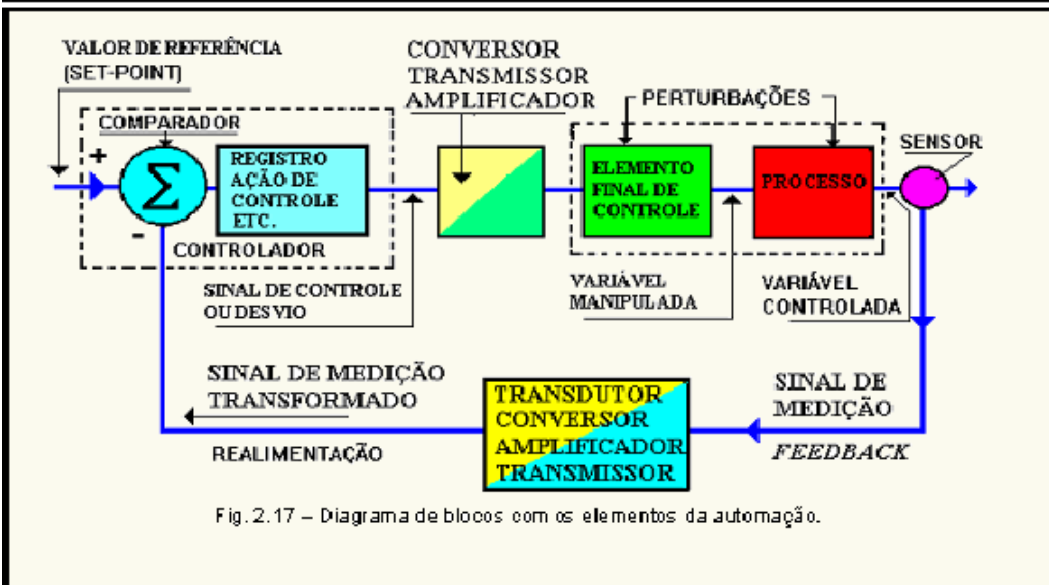 VALOR DE REFERÊNCIA
(SET-POINT)
CONVERSOR
TRANSMISSOR
AMPLIFICADOR
PERTURBAÇÕES
SENSOR
COMPARADOR
+
Σ
-
REGISTRO
AÇÃO DE
CONTROLE
ETC.
CONTROLADOR
ELEMENTO
FINAL DE
CONTROLE
PROCESSO
SINAL DE CONTROLE
OU DESVIO
VARIÁVEL
MANIPULADA
VARIÁVEL
CONTROLADA
SINAL DE MEDIÇÃO
TRANSFORMADO
REALIMENTAÇÃO
TRANSDUTOR
CONVERSOR
AMPLIFICADOR
TRANSMISSOR
SINAL DE
MEDIÇÃO
FEEDBACK
Fig. 2.17 – Diagrama de blocos com os elementos da automação.